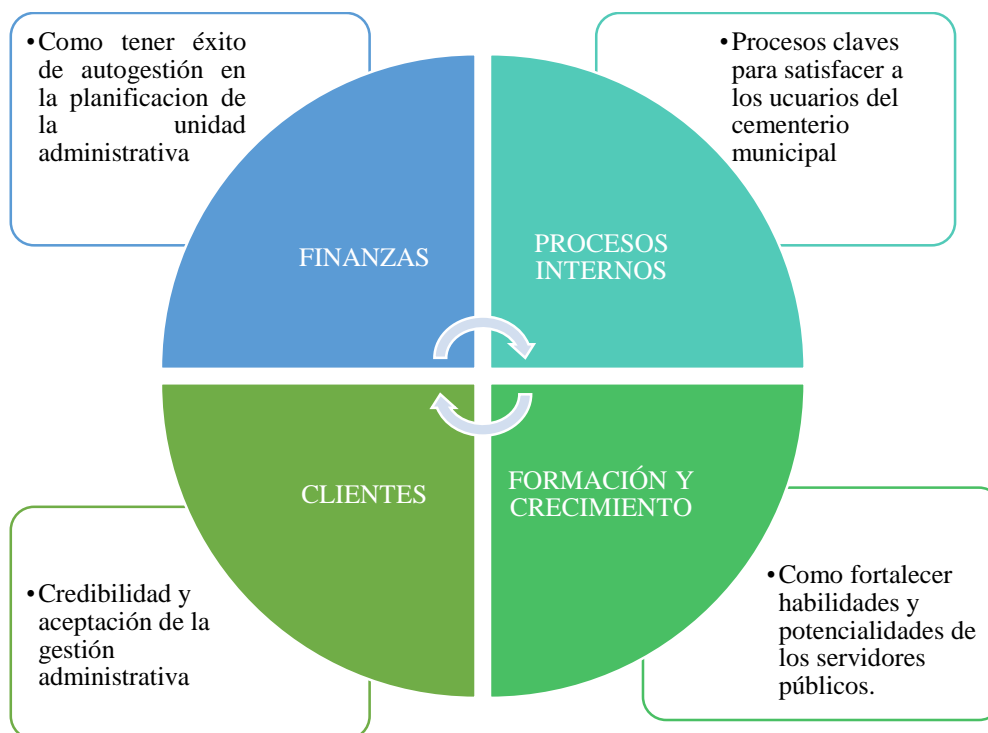 •Como tener éxito
de autogestión en
la planificacion de
la unidad
administrativa
•Procesos claves
para satisfacer a
los ucuarios del
cementerio
municipal
FINANZAS
PROCESOS
INTERNOS
CLIENTES
FORMACIÓN Y
CRECIMIENTO
•Credibilidad y
aceptación de la
gestión
administrativa
•Como fortalecer
habilidades y
potencialidades de
los servidores
públicos.